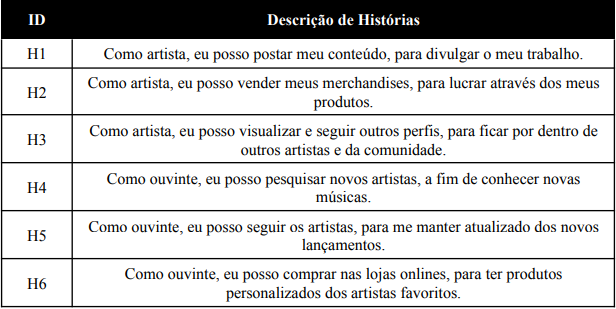 ID Descrição de Histórias
H1 Como artista, eu posso postar meu conteúdo, para divulgar o meu trabalho.
H2 Como artista, eu posso vender meus merchandises, para lucrar através dos meus
produtos.
H3 Como artista, eu posso visualizar e seguir outros perfis, para ficar por dentro de
outros artistas e da comunidade.
H4 Como ouvinte, eu posso pesquisar novos artistas, a fim de conhecer novas
músicas.
H5 Como ouvinte, eu posso seguir os artistas, para me manter atualizado dos novos
lançamentos.
H6 Como ouvinte, eu posso comprar nas lojas onlines, para ter produtos
personalizados dos artistas favoritos.